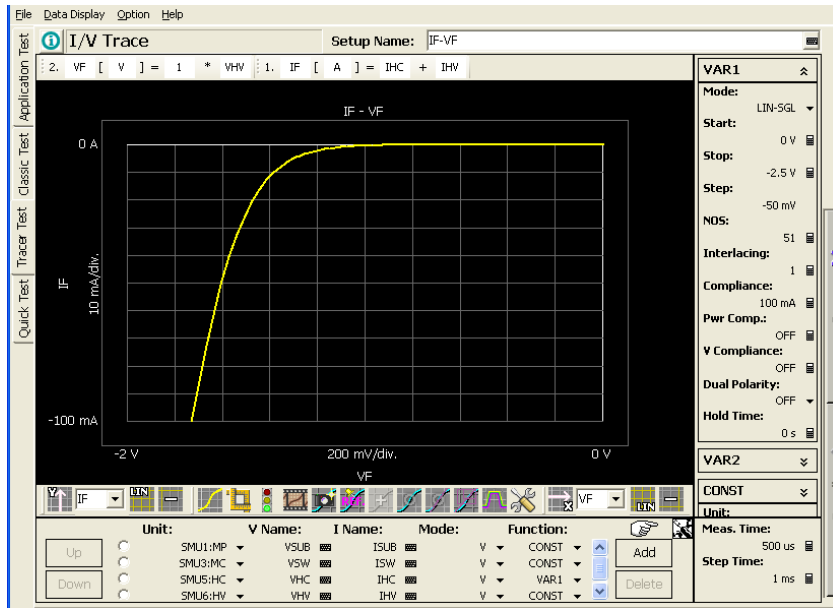 File Data Display Option Help
I/V Trace
Setup Name: IF-VF
2. VF [ V ] = 1 * VHV 1. IF [ A ] = IHC + IHV
Application Test
Classic Test
Tracer Test
Quick Test
IF - VF
0 A
IF
10 mA/div.
-100 mA
-2 V
200 mV/div.
0 V
VF
VAR1
Mode:
LIN-SGL
Start:
0 V
Stop:
-2.5 V
Step:
-50 mV
NOS:
51
Interlacing:
1
Compliance:
100 mA
Pwr Comp.:
OFF
V Compliance:
OFF
Dual Polarity:
OFF
Hold Time:
0 s
VAR2
CONST
Unit:
Y IF LIN X VF LIN
Unit: V Name: I Name: Mode: Function:
Up
Down
SMU1:MP VSUB ISUB V CONST
SMU3:MC VSW ISW V CONST
SMU5:HC VHC IHC V VAR1
SMU6:HV VHV IHV V CONST
Add
Delete
Meas. Time:
500 us
Step Time:
1 ms